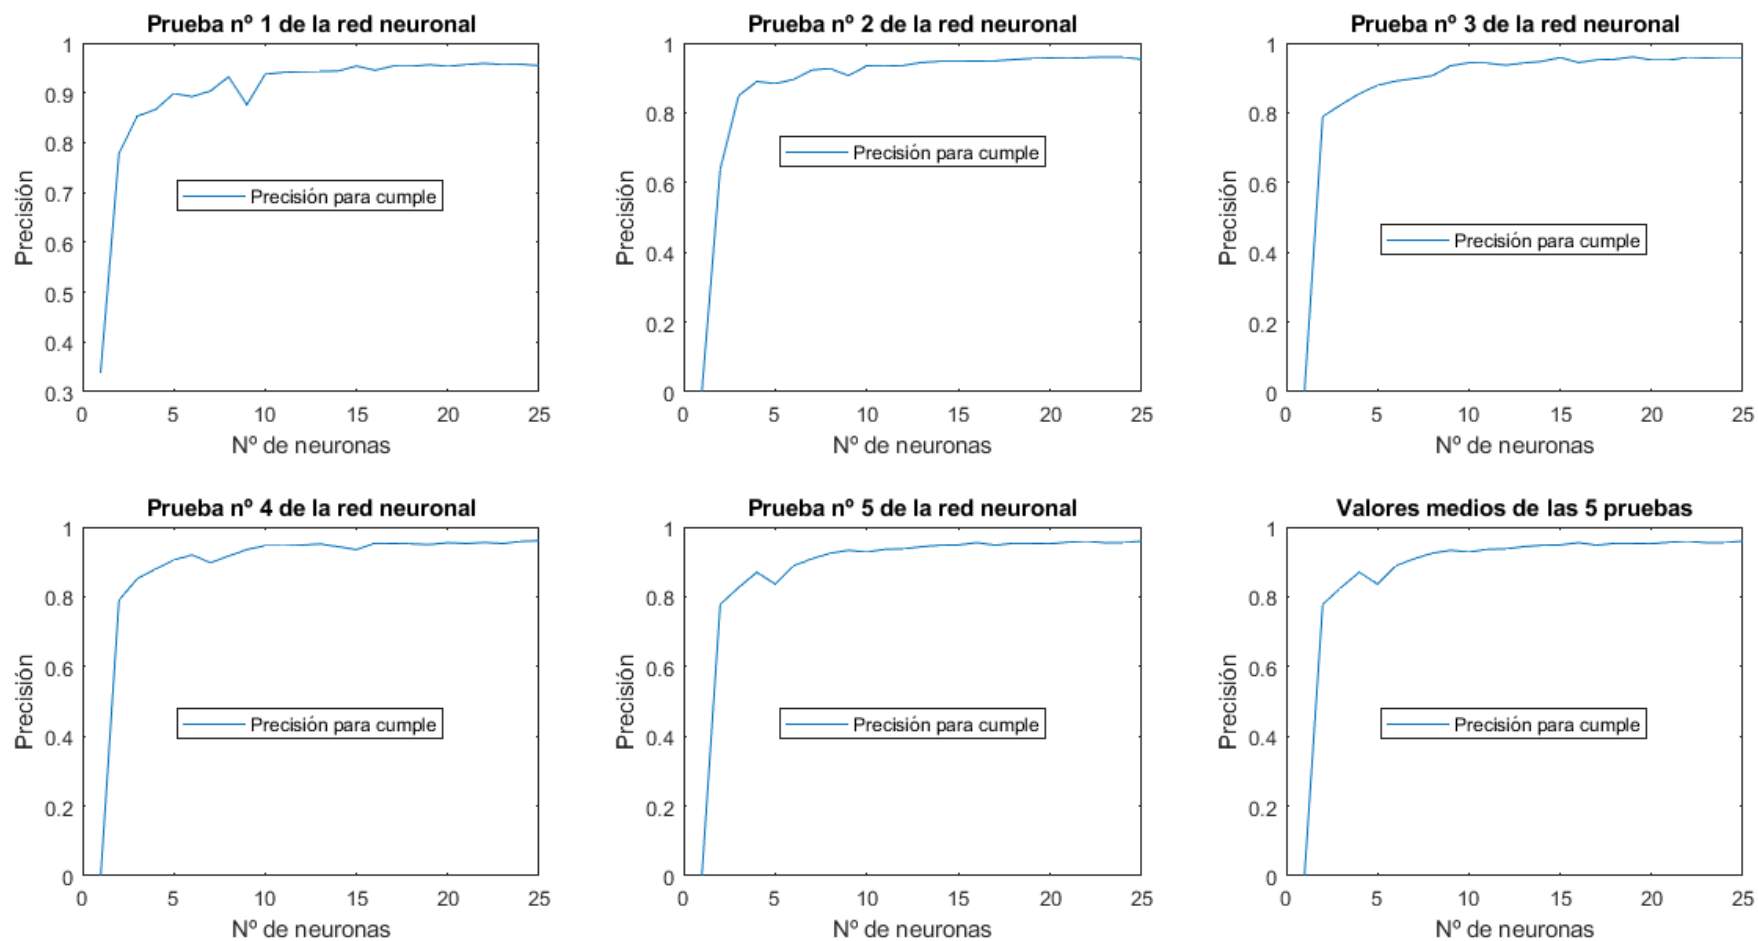 Prueba nº 1 de la red neuronal
1
0.9
0.8
0.7
0.6
0.5
0.4
0.3
Precisión
Precisión para cumple
0 5 10 15 20 25
Nº de neuronas
Prueba nº 2 de la red neuronal
1
0.8
0.6
0.4
0.2
0
Precisión
Precisión para cumple
0 5 10 15 20 25
Nº de neuronas
Prueba nº 3 de la red neuronal
1
0.8
0.6
0.4
0.2
0
Precisión
Precisión para cumple
0 5 10 15 20 25
Nº de neuronas
Prueba nº 4 de la red neuronal
1
0.8
0.6
0.4
0.2
0
Precisión
Precisión para cumple
0 5 10 15 20 25
Nº de neuronas
Prueba nº 5 de la red neuronal
1
0.8
0.6
0.4
0.2
0
Precisión
Precisión para cumple
0 5 10 15 20 25
Nº de neuronas
Valores medios de las 5 pruebas
1
0.8
0.6
0.4
0.2
0
Precisión
Precisión para cumple
0 5 10 15 20 25
Nº de neuronas